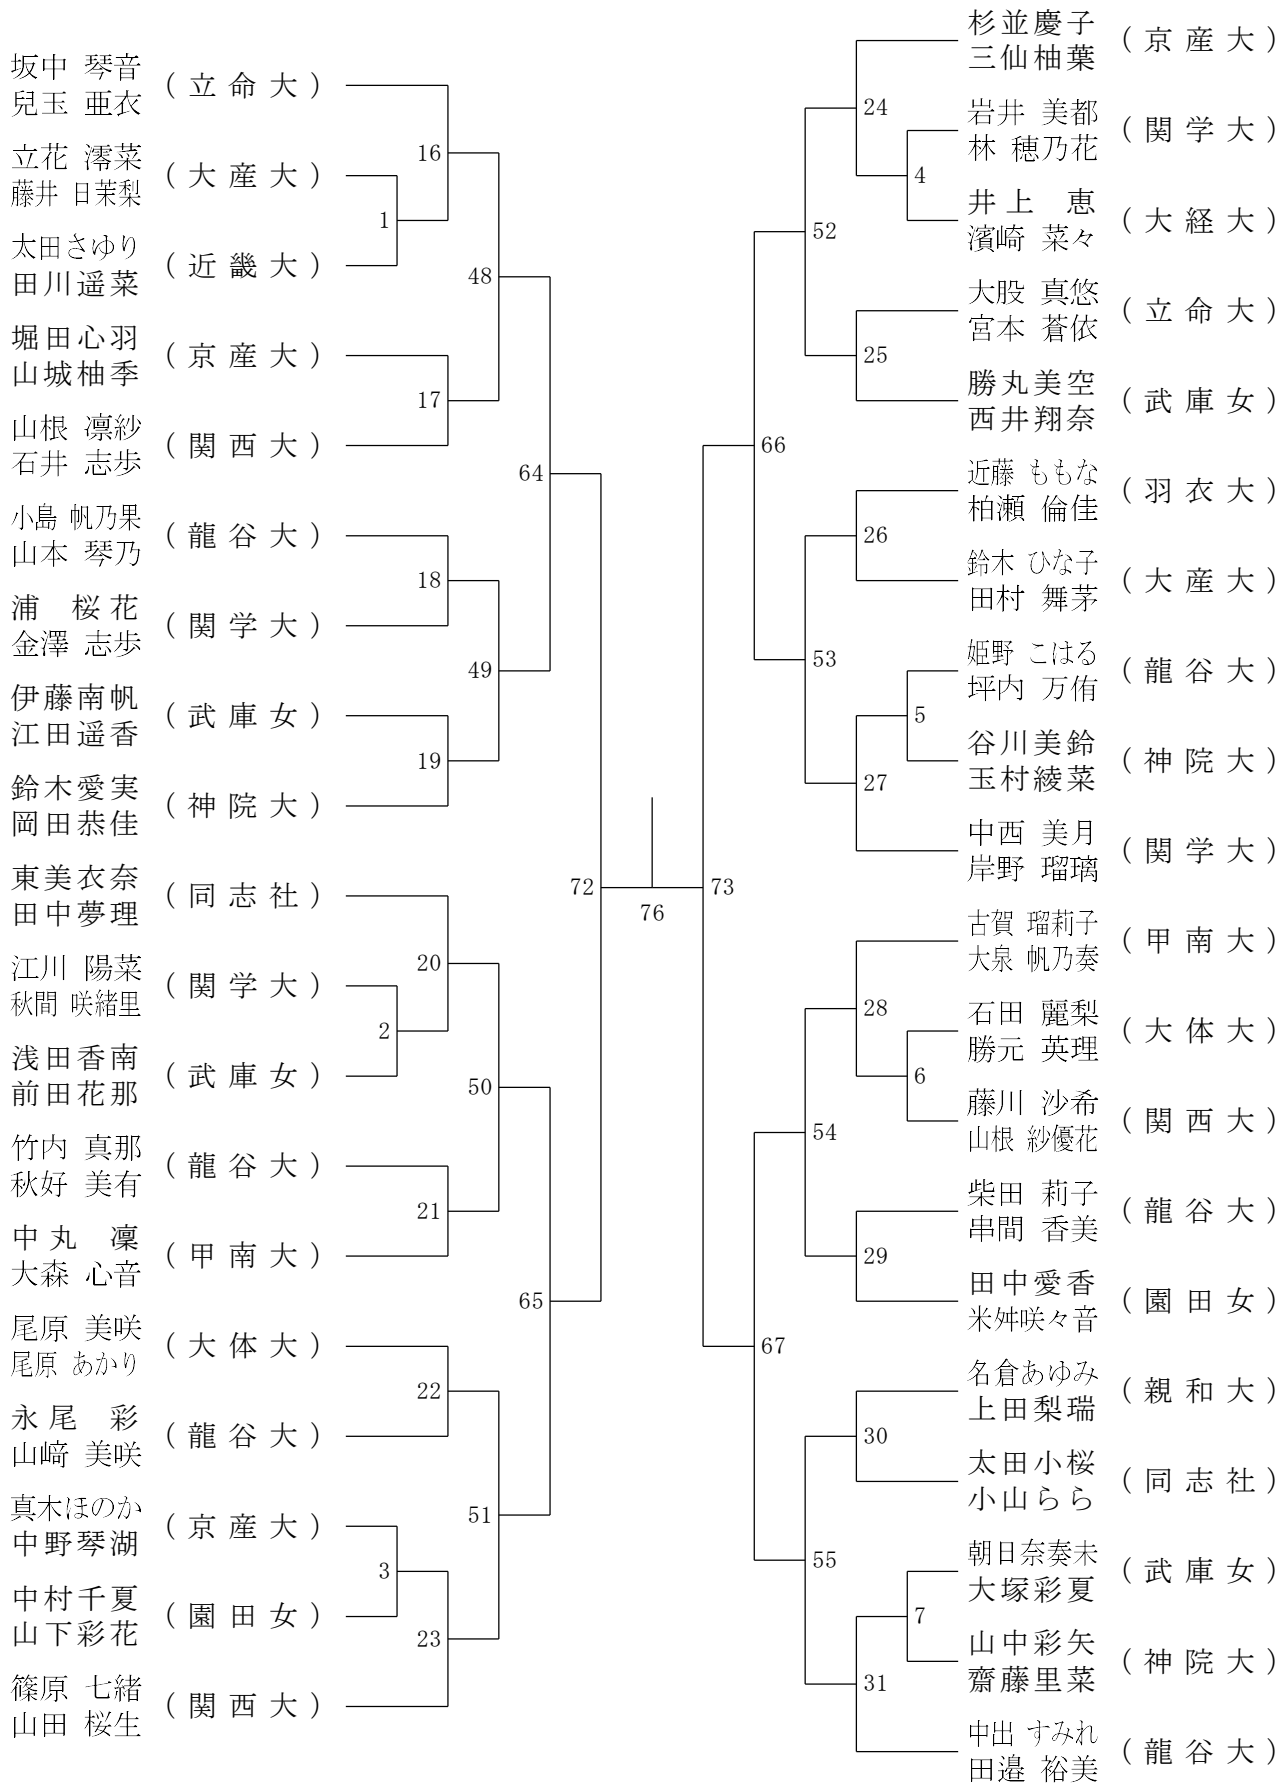 坂中 琴音
兒玉 亜衣
(立命大)
立花 澪菜
藤井 日茉梨
(大産大)
太田さゆり
田川遥菜
(近畿大)
堀田心羽
山城柚季
(京産大)
山根 凛紗
石井 志歩
(関西大)
小島 帆乃果
山本 琴乃
(龍谷大)
浦 桜花
金澤 志歩
(関学大)
伊藤南帆
江田遥香
(武庫女)
鈴木愛実
岡田恭佳
(神院大)
東美衣奈
田中夢理
(同志社)
江川 陽菜
秋間 咲緒里
(関学大)
浅田香南
前田花那
(武庫女)
竹内 真那
秋好 美有
(龍谷大)
中丸 凜
大森 心音
(甲南大)
尾原 美咲
尾原 あかり
(大体大)
永尾 彩
山﨑 美咲
(龍谷大)
真木ほのか
中野琴湖
(京産大)
中村千夏
山下彩花
(園田女)
篠原 七緒
山田 桜生
(関西大)
1
2
3
16
17
18
19
20
21
22
23
48
49
50
51
64
65
72
76
73
66
67
52
53
54
55
24
25
26
27
28
29
30
31
4
5
6
7
杉並慶子
三仙柚葉
(京産大)
岩井 美都
林 穂乃花
(関学大)
井上 恵
濱崎 菜々
(大経大)
大股 真悠
宮本 蒼依
(立命大)
勝丸美空
西井翔奈
(武庫女)
近藤 ももな
柏瀬 倫佳
(羽衣大)
鈴木 ひな子
田村 舞茅
(大産大)
姫野 こはる
坪内 万侑
(龍谷大)
谷川美鈴
玉村綾菜
(神院大)
中西 美月
岸野 瑠璃
(関学大)
古賀 瑠莉子
大泉 帆乃奏
(甲南大)
石田 麗梨
勝元 英理
(大体大)
藤川 沙希
山根 紗優花
(関西大)
柴田 莉子
串間 香美
(龍谷大)
田中愛香
米舛咲々音
(園田女)
名倉あゆみ
上田梨瑞
(親和大)
太田小桜
小山らら
(同志社)
朝日奈奏未
大塚彩夏
(武庫女)
山中彩矢
齋藤里菜
(神院大)
中出 すみれ
田邉 裕美
(龍谷大)